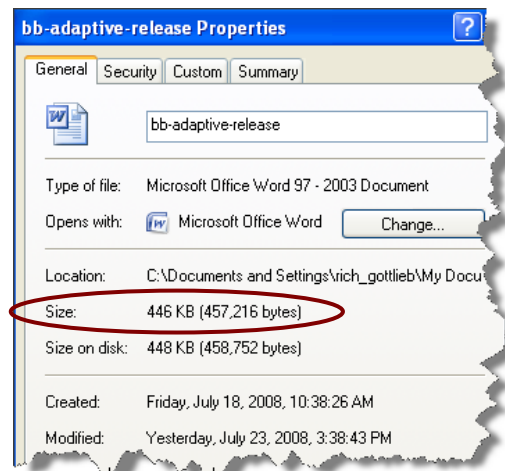 bb-adaptive-release Properties
?
General Security Custom Summary
W
bb-adaptive-release
Type of file: Microsoft Office Word 97 - 2003 Document
Opens with: W Microsoft Office Word Change...
Location: C:\Documents and Settings\rich_gottlieb\My Docu
Size: 446 KB (457,216 bytes)
Size on disk: 448 KB (458,752 bytes)
Created: Friday, July 18, 2008, 10:38:26 AM
Modified: Yesterday, July 23, 2008, 3:38:43 PM